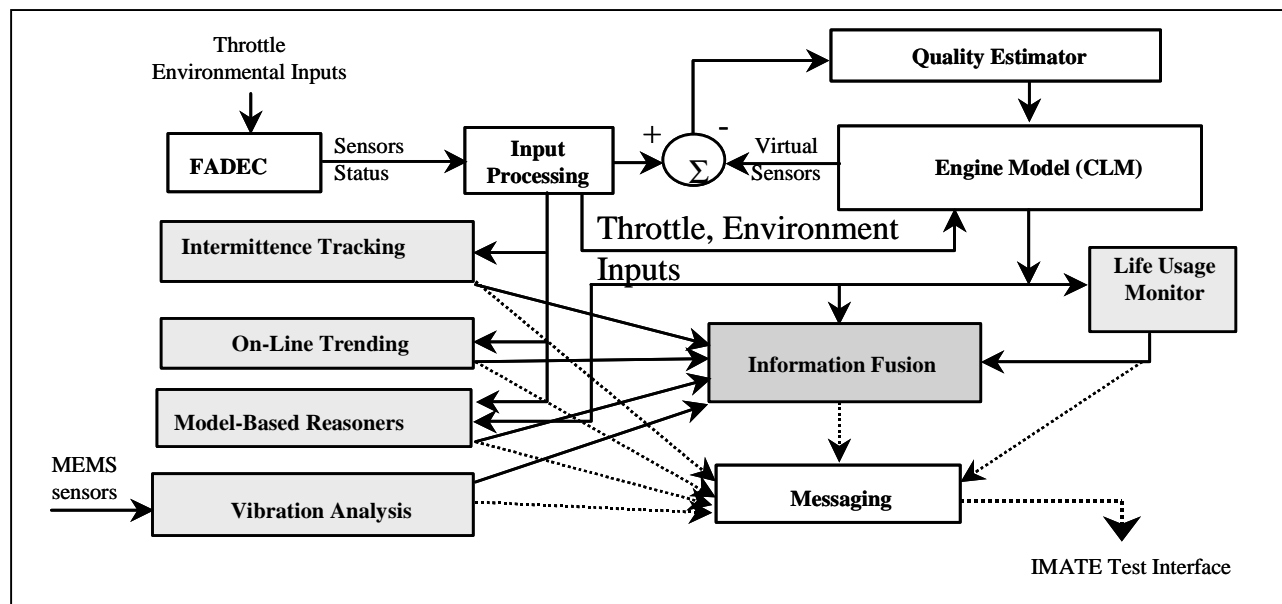 Throttle
Environmental Inputs
Quality Estimator
FADEC
Sensors
Status
Input
Processing
+
-
Σ
Virtual
Sensors
Engine Model (CLM)
Throttle, Environment
Inputs
Intermittence Tracking
Life Usage
Monitor
On-Line Trending
Information Fusion
Model-Based Reasoners
MEMS
sensors
Vibration Analysis
Messaging
IMATE Test Interface